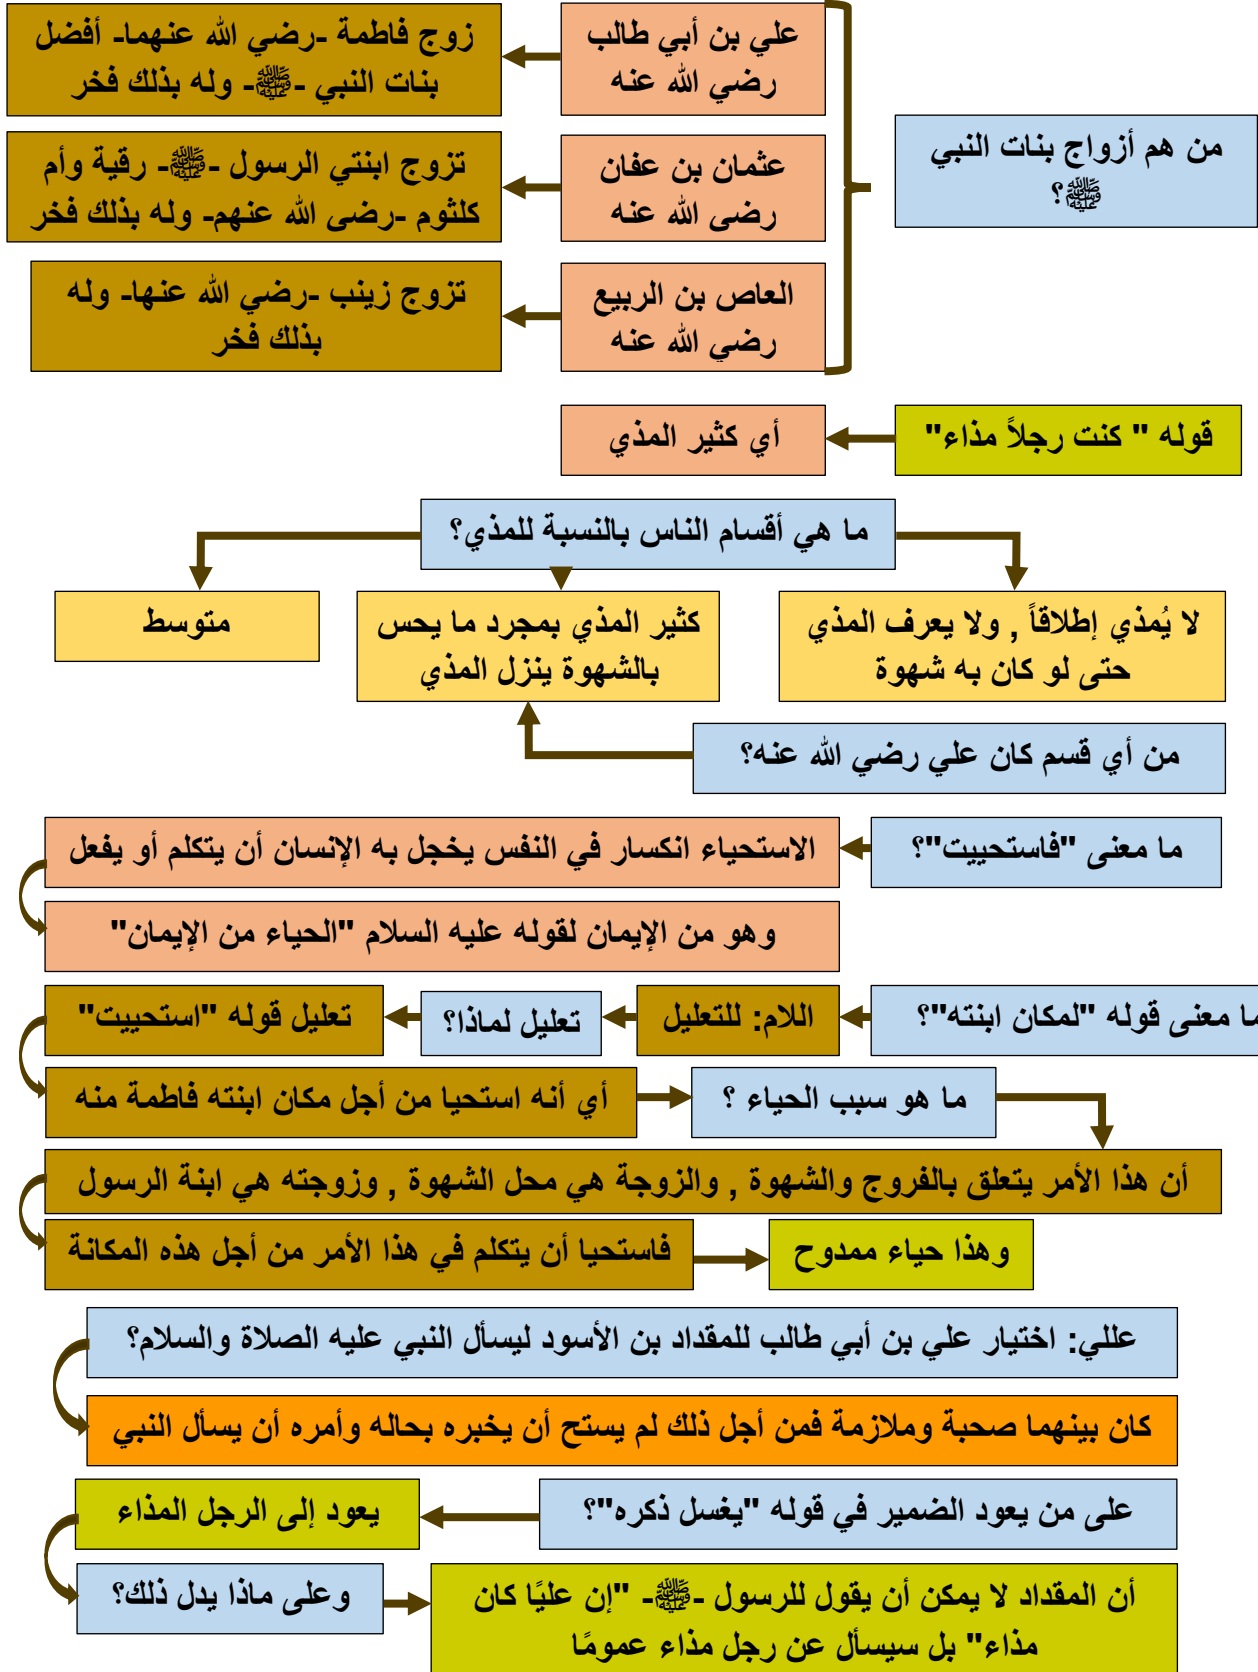 من هم أزواج بنات النبي
ﷺ؟
علي بن أبي طالب
رضي الله عنه
زوج فاطمة -رضي الله عنهما- أفضل
بنات النبي -ﷺ- وله بذلك فخر
عثمان بن عفان
رضى الله عنه
تزوج ابنتي الرسول -ﷺ- رقية وأم
كلثوم -رضى الله عنهم- وله بذلك فخر
العاص بن الربيع
رضي الله عنه
تزوج زينب -رضي الله عنها- وله
بذلك فخر
قوله " كنت رجلاً مذاء"
أي كثير المذي
ما هي أقسام الناس بالنسبة للمذي؟
لا يُمذي إطلاقاً , ولا يعرف المذي
حتى لو كان به شهوة
كثير المذي بمجرد ما يحس
بالشهوة ينزل المذي
متوسط
من أي قسم كان علي رضي الله عنه؟
ما معنى "فاستحييت"؟
الاستحياء انكسار في النفس يخجل به الإنسان أن يتكلم أو يفعل
وهو من الإيمان لقوله عليه السلام "الحياء من الإيمان"
ما معنى قوله "لمكان ابنته"؟
اللام: للتعليل
تعليل لماذا؟
تعليل قوله "استحييت"
أي أنه استحيا من أجل مكان ابنته فاطمة منه
ما هو سبب الحياء ؟
أن هذا الأمر يتعلق بالفروج والشهوة , والزوجة هي محل الشهوة , وزوجته هي ابنة الرسول
فاستحيا أن يتكلم في هذا الأمر من أجل هذه المكانة
وهذا حياء ممدوح
عللي: اختيار علي بن أبي طالب للمقداد بن الأسود ليسأل النبي عليه الصلاة والسلام؟
كان بينهما صحبة وملازمة فمن أجل ذلك لم يستح أن يخبره بحاله وأمره أن يسأل النبي
على من يعود الضمير في قوله "يغسل ذكره"؟
يعود إلى الرجل المذاء
وعلى ماذا يدل ذلك؟
أن المقداد لا يمكن أن يقول للرسول -ﷺ- "إن عليًا كان
مذاء" بل سيسأل عن رجل مذاء عمومًا